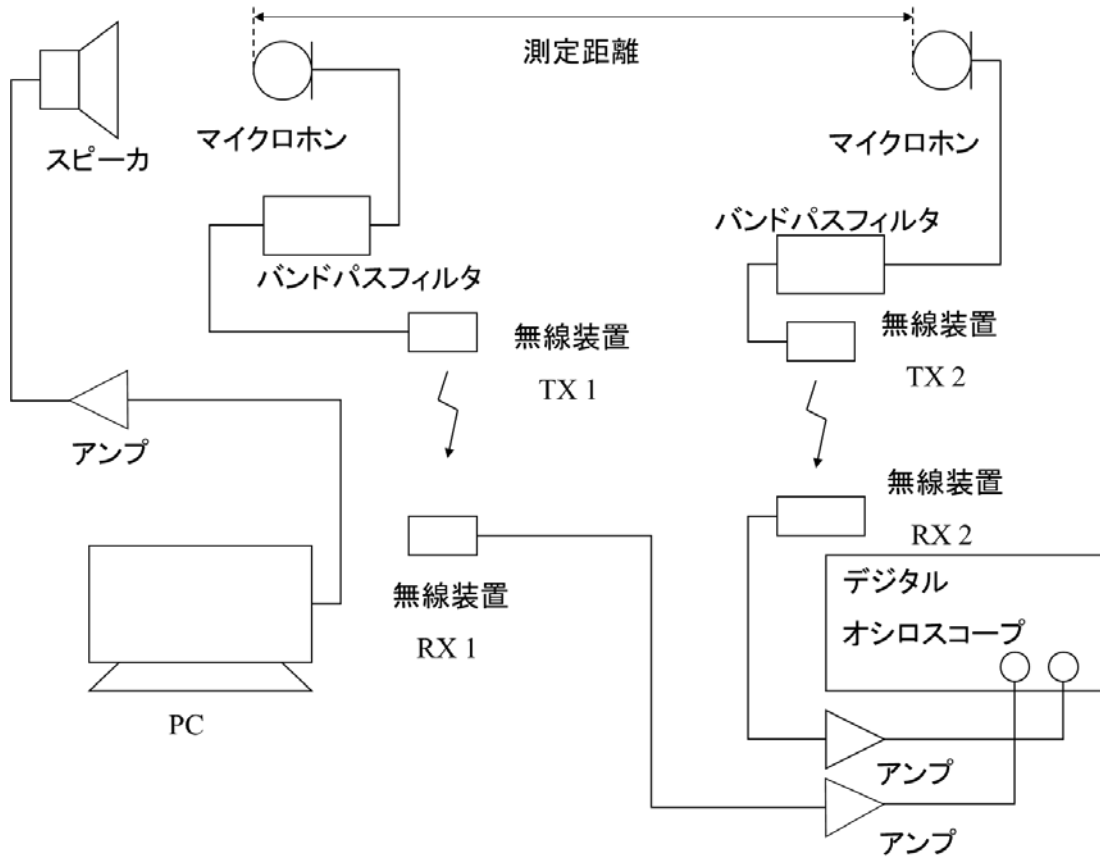 測定距離
スピーカ
マイクロホン
マイクロホン
バンドパスフィルタ
バンドパスフィルタ
無線装置
TX 1
無線装置
TX 2
アンプ
無線装置
RX 1
無線装置
RX 2
デジタル
オシロスコープ
PC
アンプ
アンプ